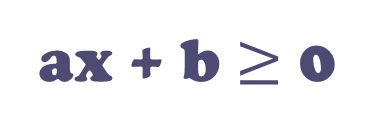 ax + b ≥ 0